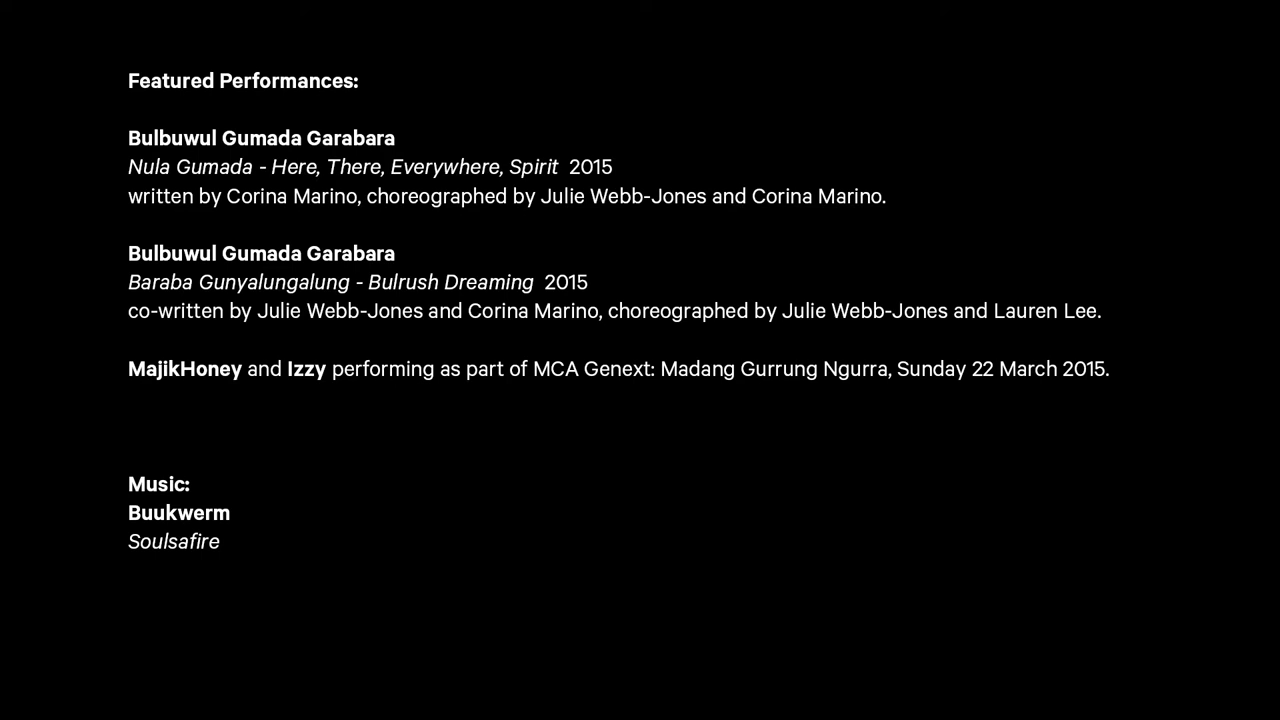 Featured Performances:
Bulbuwul Gumada Garabara
Nula Gumada - Here, There, Everywhere, Spirit 2015
written by Corina Marino, choreographed by Julie Webb-Jones and Corina Marino.
Bulbuwul Gumada Garabara
Baraba Gunyalungalung - Bulrush Dreaming 2015
co-written by Julie Webb-Jones and Corina Marino, choreographed by Julie Webb-Jones and Lauren Lee.
MajikHoney and Izzy performing as part of MCA Genext: Madang Gurrung Ngurra, Sunday 22 March 2015.
Music:
Buukwerm
Soulsafire